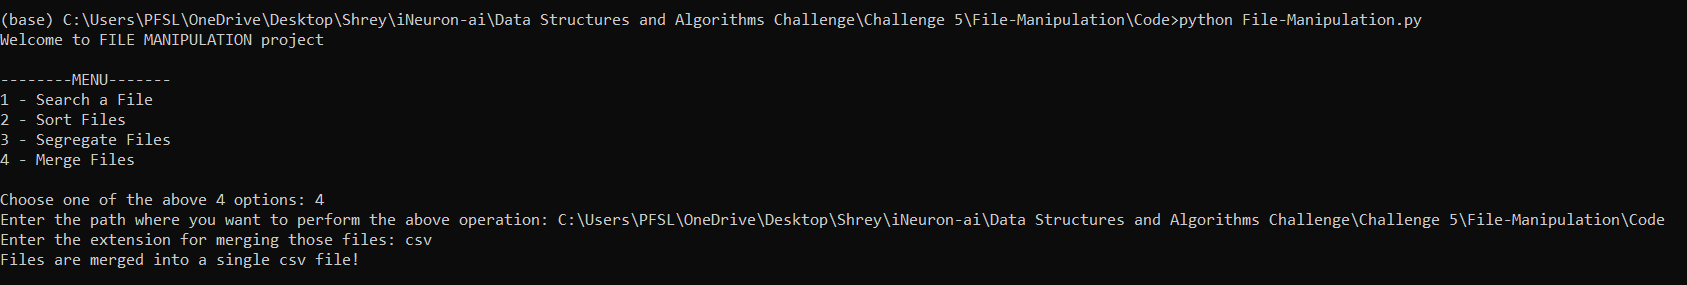 (base) C:\Users\PFSL\OneDrive\Desktop\Shrey\iNeuron-ai\Data Structures and Algorithms Challenge\Challenge 5\File-Manipulation\Code>python File-Manipulation.py
Welcome to FILE MANIPULATION project
--------MENU-------
1 - Search a File
2 - Sort Files
3 - Segregate Files
4 - Merge Files
Choose one of the above 4 options: 4
Enter the path where you want to perform the above operation: C:\Users\PFSL\OneDrive\Desktop\Shrey\iNeuron-ai\Data Structures and Algorithms Challenge\Challenge 5\File-Manipulation\Code
Enter the extension for merging those files: csv
Files are merged into a single csv file!